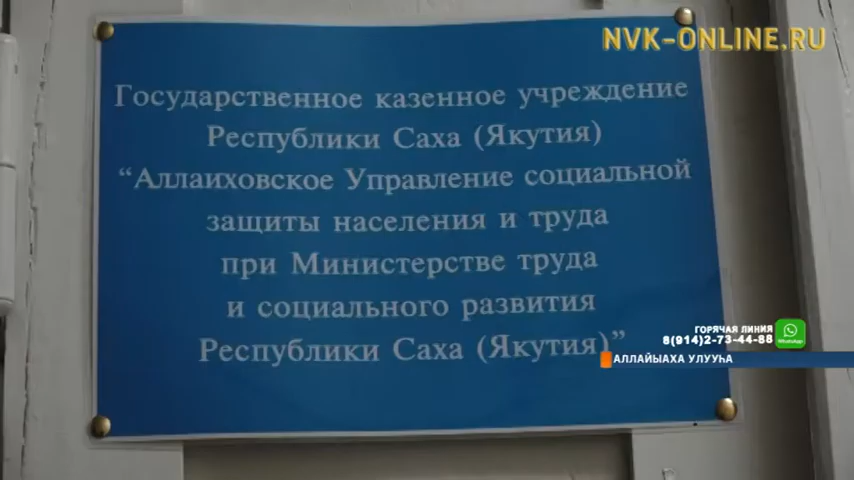 NVK-ONLINE.RU
Государственное казенное учреждение
Республики Саха (Якутия)
“Аллаиховское Управление социальной
защиты населения и труда
при Министерстве труда
и социального развития
Республики Саха (Якутия)”
ГОРЯЧАЯ ЛИНИЯ
8(914)2-73-44-88
WhatsApp
АЛЛАЙЫАХА УЛУУҺА